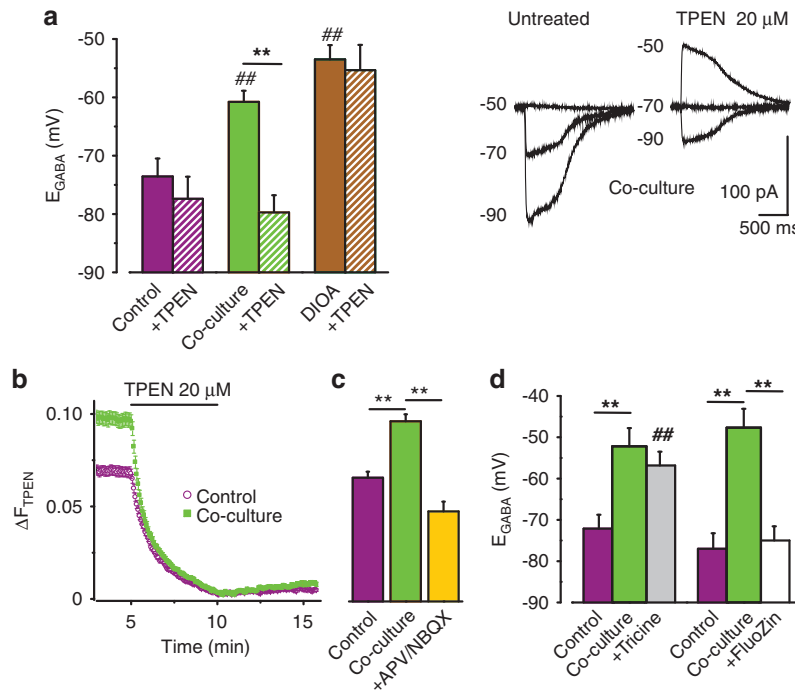 a
-50
-60
-70
-80
-90
E_GABA (mV)
##
**
##
Control
+TPEN
Co-culture
+TPEN
DIOA
+TPEN
Untreated
TPEN 20 μM
-50
-70
-90
-50
-70
-90
Co-culture
100 pA
500 ms
b
TPEN 20 μM
0.10
0.05
0
ΔF_TPEN
Control
Co-culture
5
10
15
Time (min)
c
** **
Control
Co-culture
+APV/NBQX
d
-40
-50
-60
-70
-80
-90
E_GABA (mV)
**
##
** **
Control
Co-culture
+Tricine
Control
Co-culture
+FluoZin